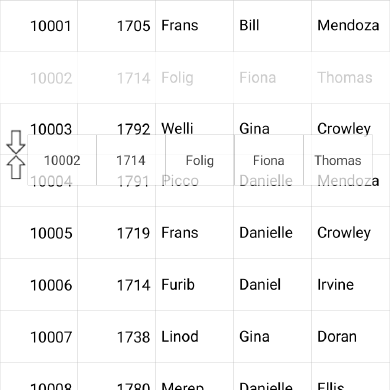 10001 1705 Frans Bill Mendoza
10002 1714 Folig Fiona Thomas
10003 1792 Welli Gina Crowley
10002 1714 Folig Fiona Thomas
10004 1791 Picco Danielle Mendoza
10005 1719 Frans Danielle Crowley
10006 1714 Furib Daniel Irvine
10007 1738 Linod Gina Doran
10008 1780 Merep Danielle Ellis